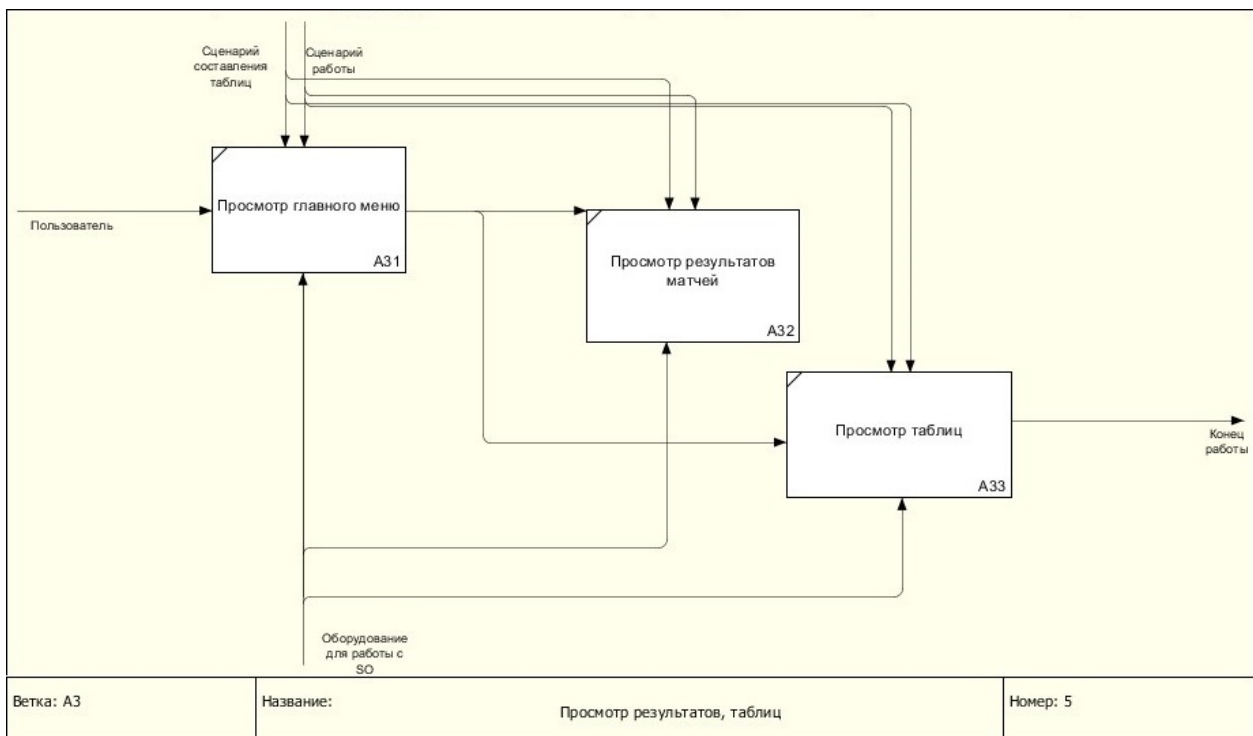 Сценарий
составления
таблиц
Сценарий
работы
Просмотр главного меню
A31
Пользователь
Просмотр результатов
матчей
A32
Просмотр таблиц
A33
Конец
работы
Оборудование
для работы с
SO
Ветка: A3
Название:
Просмотр результатов, таблиц
Номер: 5